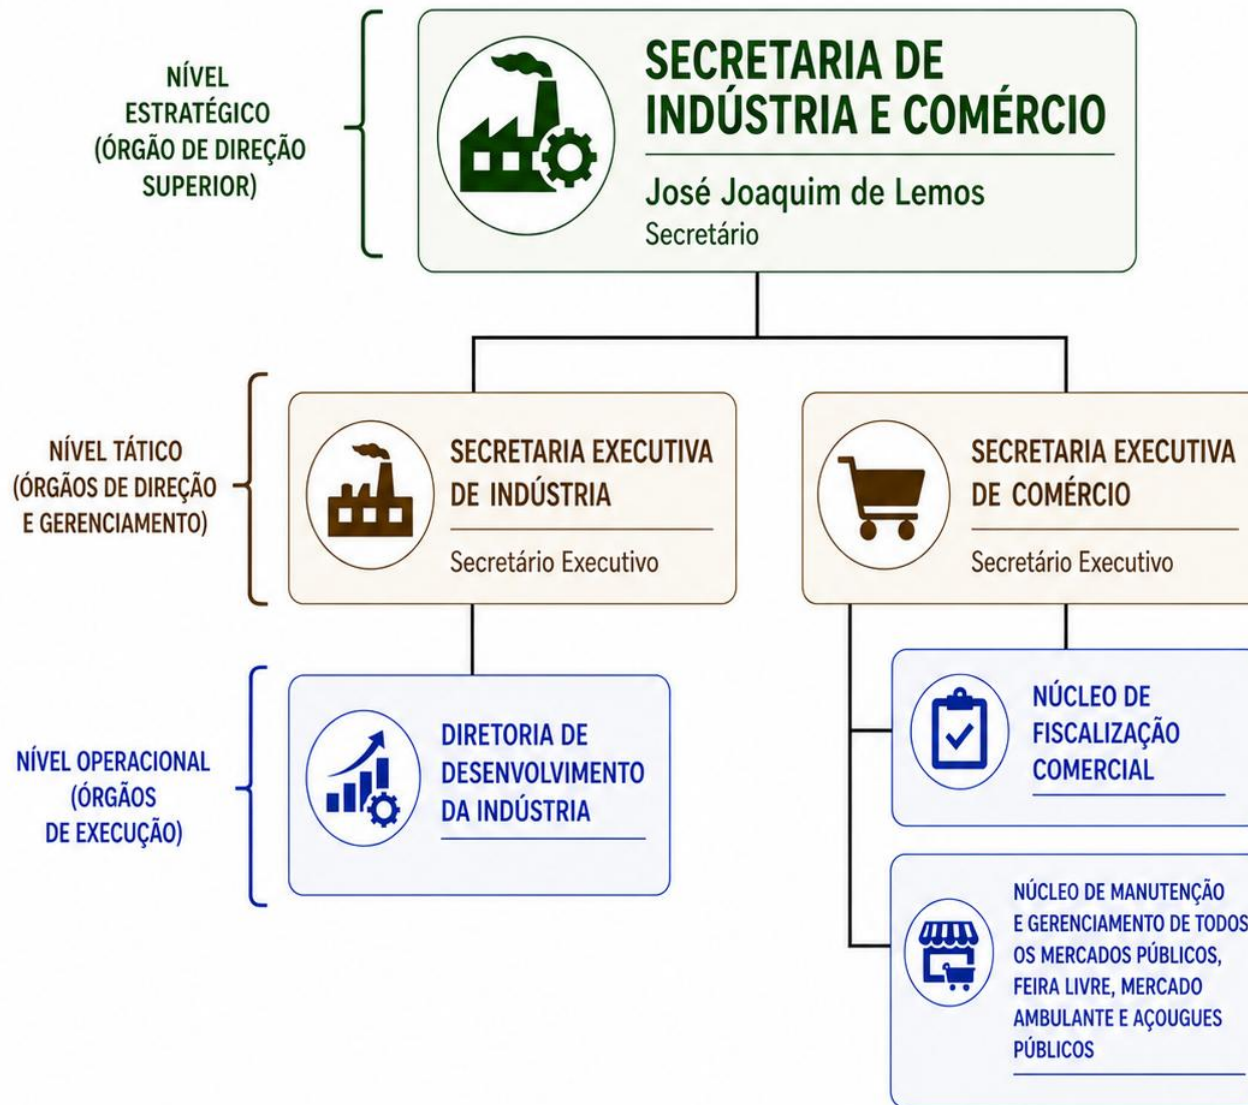 NÍVEL
ESTRATÉGICO
(ÓRGÃO DE DIREÇÃO
SUPERIOR)
SECRETARIA DE
INDÚSTRIA E COMÉRCIO
José Joaquim de Lemos
Secretário
NÍVEL TÁTICO
(ÓRGÃOS DE DIREÇÃO
E GERENCIAMENTO)
SECRETARIA EXECUTIVA
DE INDÚSTRIA
Secretário Executivo
SECRETARIA EXECUTIVA
DE COMÉRCIO
Secretário Executivo
NÍVEL OPERACIONAL
(ÓRGÃOS
DE EXECUÇÃO)
DIRETORIA DE
DESENVOLVIMENTO
DA INDÚSTRIA
NÚCLEO DE
FISCALIZAÇÃO
COMERCIAL
NÚCLEO DE MANUTENÇÃO
E GERENCIAMENTO DE TODOS
OS MERCADOS PÚBLICOS,
FEIRA LIVRE, MERCADO
AMBULANTE E AÇOUGUES
PÚBLICOS